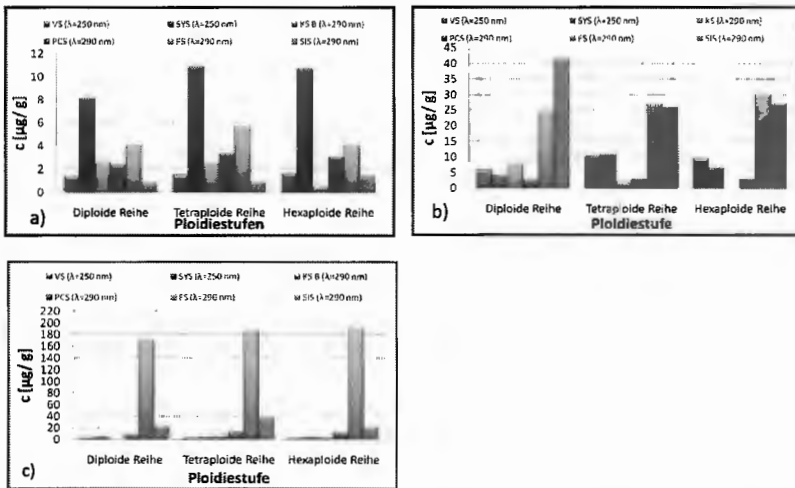 VS (λ=250 nm) SYS (λ=250 nm) KS B (λ=290 nm)
PCS (λ=290 nm) FS (λ=290 nm) SIS (λ=290 nm)
c [µg/ g]
12
10
8
6
4
2
0
Diploide Reihe Tetraploide Reihe Hexaploide Reihe
Ploidiestufen
a)
VS (λ=250 nm) SYS (λ=250 nm) (λ=290 nm)
PCS (λ=290 nm) FS (λ=290 nm) SIS (λ=290 nm)
c [µg/ g]
45
40
35
30
25
20
15
10
5
0
Diploide Reihe Tetraploide Reihe Hexaploide Reihe
Ploidiestufe
b)
VS (λ=250 nm) SYS (λ=250 nm) B (λ=290 nm)
PCS (λ=290 nm) FS (λ=290 nm) SIS (λ=290 nm)
c [µg/ g]
220
200
180
160
140
120
100
80
60
40
20
0
Diploide Reihe Tetraploide Reihe Hexaploide Reihe
Ploidiestufe
c)